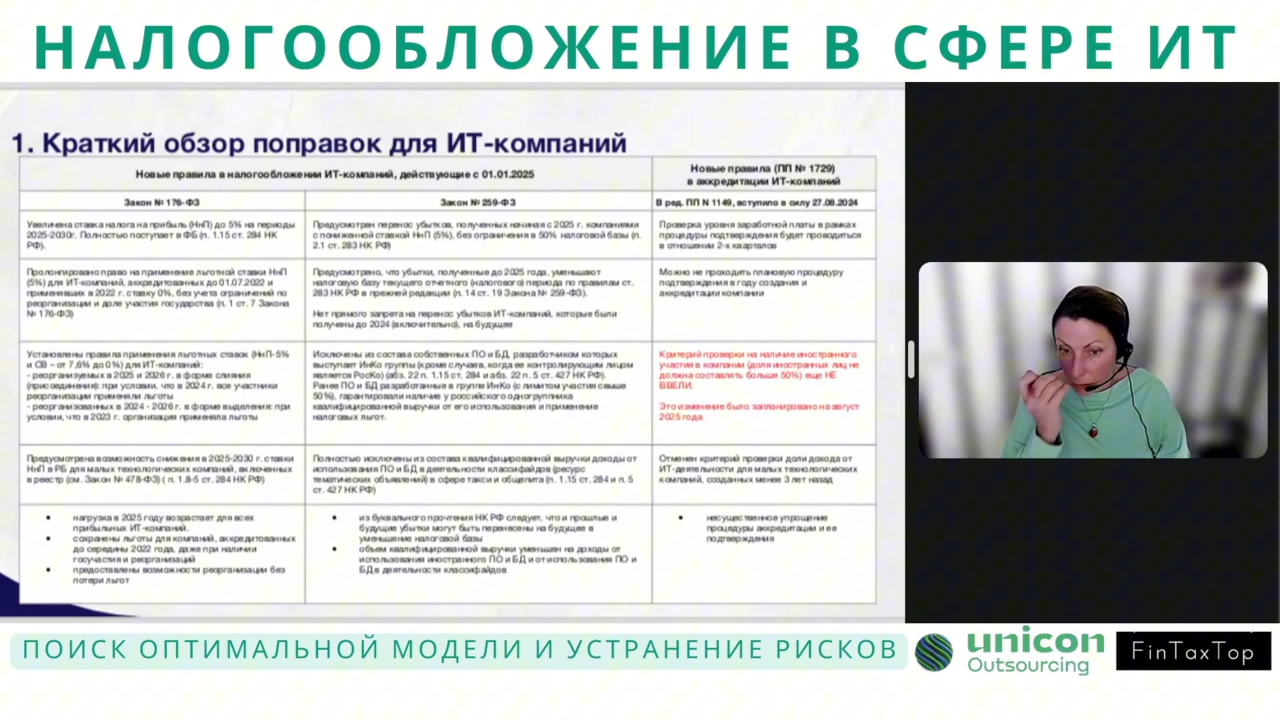 НАЛОГООБЛОЖЕНИЕ В СФЕРЕ ИТ
1. Краткий обзор поправок для ИТ-компаний
Новые правила в налогообложении ИТ-компаний, действующие с 01.01.2025
Новые правила (ПП № 1729)
в аккредитации ИТ-компаний
Закон № 176-ФЗ
Закон № 259-ФЗ
В ред. ПП N 1149, вступило в силу 27.08.2024
Увеличена ставка налога на прибыль (ННП) до 5% на периоды
2025-2030г. Полностью поступает в ФБ (п. 1.15 ст. 284 НК
РФ).
Предусмотрен перенос убытков, полученных начиная с 2025 г. компаниями
с пониженной ставкой ННП (5%), без ограничения в 50% налоговой базы (п.
2.1 ст. 283 НК РФ)
Проверка уровня заработной платы в рамках
процедуры подтверждения будет проводиться
в отношении 2-х кварталов
Пролонгировано право на применение льготной ставки ННП
(5%) для ИТ-компаний, аккредитованных до 01.07.2022 и
применявших в 2022 г. ставку 0%, без учета ограничений по
реорганизации и доле участия государства (п. 1 ст. 7 Закона
№ 176-ФЗ)
Предусмотрено, что убытки, полученные до 2025 года, уменьшают
налоговую базу текущего отчетного (налогового) периода по правилам ст.
283 НК РФ в прежней редакции (п. 14 ст. 19 Закона № 259-ФЗ).
Нет прямого запрета на перенос убытков ИТ-компаний, которые были
получены до 2024 (включительно), на будущее
Можно не проходить плановую процедуру
подтверждения в году создания и
аккредитации компании
Установлены правила применения льготных ставок (ННП-5%
и СВ – от 7,6% до 0%) для ИТ-компаний:
- реорганизуемых в 2025 и 2026 г. в форме слияния
(присоединения): при условии, что в 2024 г. все участники
реорганизации применяли льготы
- реорганизованных в 2024 - 2026 г. в форме выделения: при
условии, что в 2023 г. организация применяла льготы
Исключены из состава собственных ПО и БД, разработчиком которых
выступает ИнКо группы (кроме случаев, когда ее контролирующим лицом
является РосКо) (абз. 22 п. 1.15 ст. 284 и абз. 22 п. 5 ст. 427 НК РФ).
Ранее ПО и БД разработанные в группе ИнКо (с лимитом участия свыше
50%), гарантировали наличие у российского одногруппника
квалифицированной выручки от его использования и применение
налоговых льгот.
Критерий проверки на наличие иностранного
участия в компании (доля иностранных лиц не
должна составлять больше 50%) еще НЕ
ВВЕЛИ.
Это изменение было запланировано на август
2025 года
Предусмотрена возможность снижения в 2025-2030 г. ставки
ННП в РБ для малых технологических компаний, включенных
в реестр (см. Закон № 478-ФЗ) ( п. 1.8-5 ст. 284 НК РФ)
Полностью исключены из состава квалифицированной выручки доходы от
использования ПО и БД в деятельности классифайдов (ресурс
тематических объявлений) в сфере такси и общепита (п. 1.15 ст. 284 и п. 5
ст. 427 НК РФ)
Отменен критерий проверки доли дохода от
ИТ-деятельности для малых технологических
компаний, созданных менее 3 лет назад
• нагрузка в 2025 году возрастает для всех
прибыльных ИТ-компаний.
• сохранены льготы для компаний, аккредитованных
до середины 2022 года, даже при наличии
госучастия и реорганизаций
• предоставлены возможности реорганизации без
потери льгот
• из буквального прочтения НК РФ следует, что и прошлые и
будущие убытки могут быть перенесены на будущее в
уменьшение налоговой базы
• объем квалифицированной выручки уменьшен на доходы от
использования иностранного ПО и БД и от использования ПО и
БД в деятельности классифайдов
• несущественное упрощение
процедуры аккредитации и ее
подтверждения
ПОИСК ОПТИМАЛЬНОЙ МОДЕЛИ И УСТРАНЕНИЕ РИСКОВ
unicon
Outsourcing
FinTaxTop